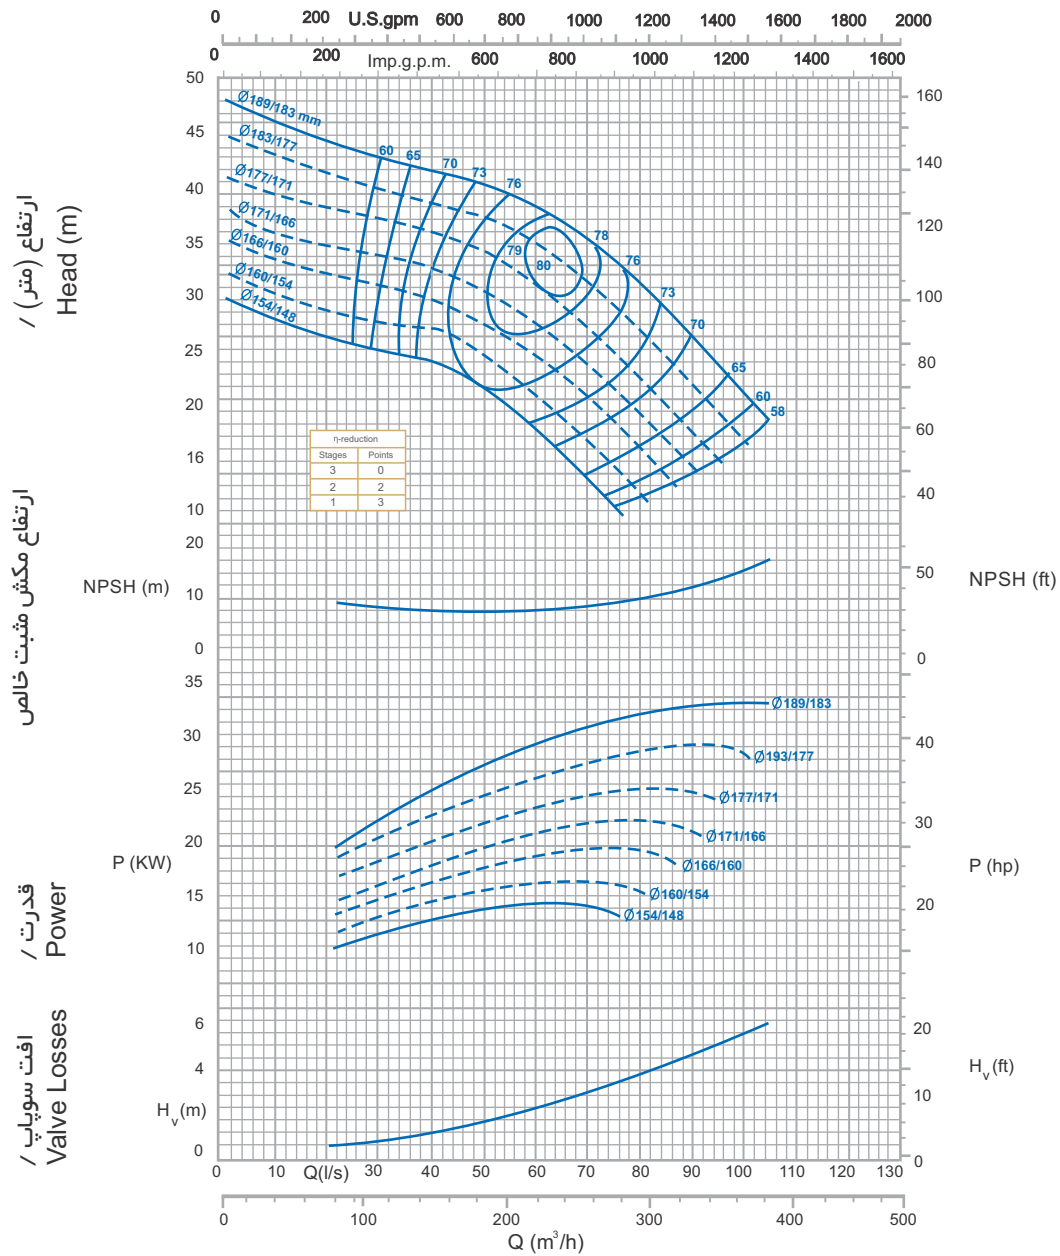 0 200 U.S.gpm 600 800 1000 1200 1400 1600 1800 2000
0 200 Imp.g.p.m. 600 800 1000 1200 1400 1600
ارتفاع (متر) /
Head (m)
50
45
40
35
30
25
20
16
10
160
140
120
100
80
60
40
Ø189/183 mm
Ø183/177
Ø177/171
Ø171/166
Ø166/160
Ø160/154
Ø154/148
60 65 70 73 76 78 76 73 70 65 60 58
79
80
η-reduction
Stages Points
3 0
2 2
1 3
ارتفاع مکش مثبت خالص
NPSH (m)
20
10
0
50
0
NPSH (ft)
قدرت /
Power
P (KW)
35
30
25
20
15
10
40
30
20
P (hp)
Ø189/183
Ø193/177
Ø177/171
Ø171/166
Ø166/160
Ø160/154
Ø154/148
افت سوپاپ /
Valve Losses
Hv(m)
6
4
0
20
10
0
Hv(ft)
0 10 Q(l/s) 30 40 50 60 70 80 90 100 110 120 130
0 100 200 300 400 500
Q (m³/h)